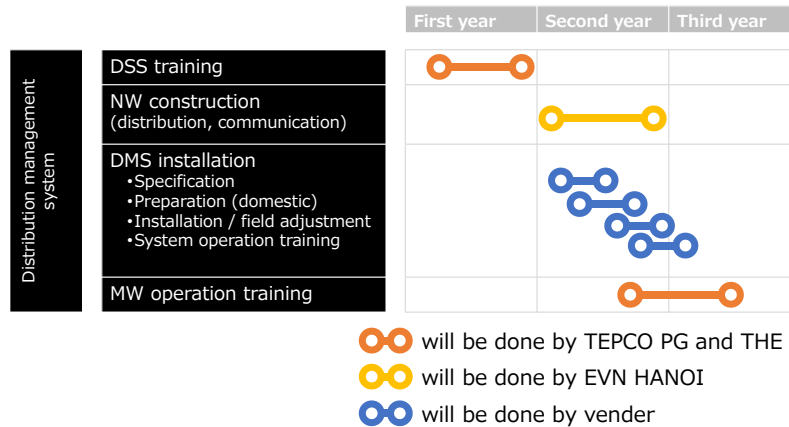 First year Second year Third year
Distribution management
system
DSS training
NW construction
(distribution, communication)
DMS installation
•Specification
•Preparation (domestic)
•Installation / field adjustment
•System operation training
MW operation training
will be done by TEPCO PG and THE
will be done by EVN HANOI
will be done by vender